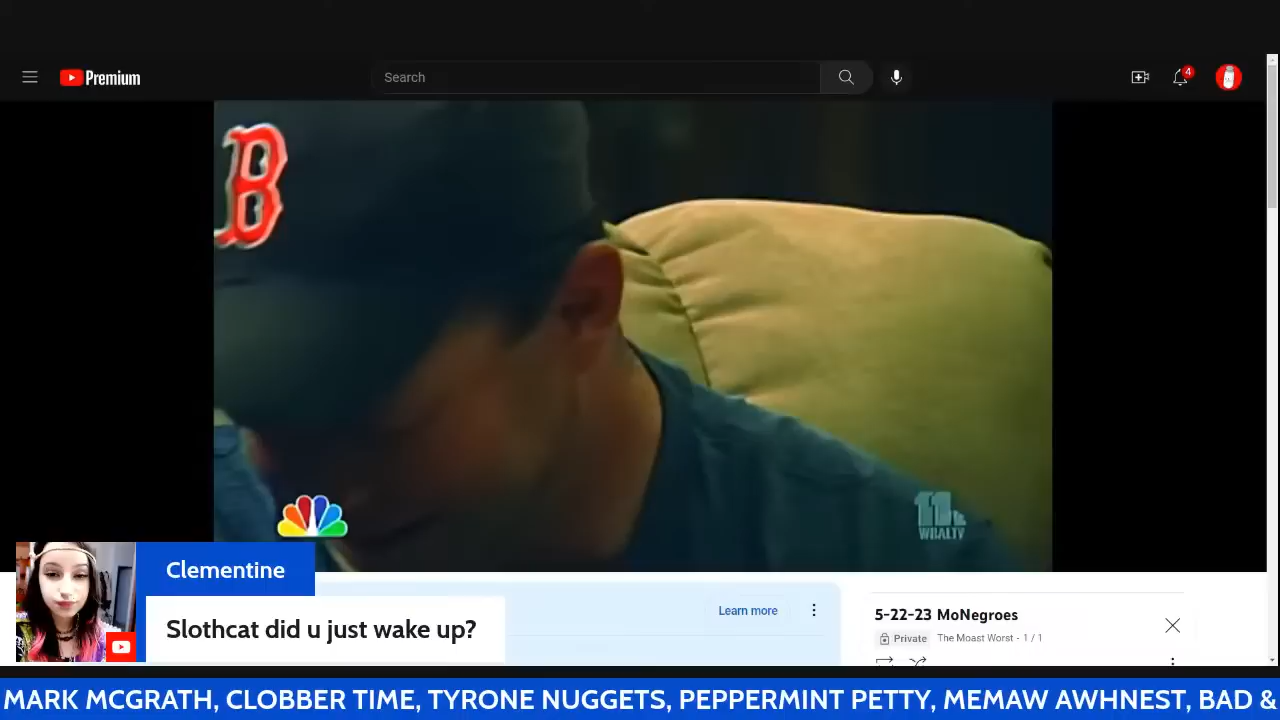 Premium
Search
4
B
11
WBALTV
Clementine
Slothcat did u just wake up?
Learn more
5-22-23 MoNegroes
Private
The Moast Worst - 1 / 1
MARK MCGRATH, CLOBBER TIME, TYRONE NUGGETS, PEPPERMINT PETTY, MEMAW AWHNEST, BAD &